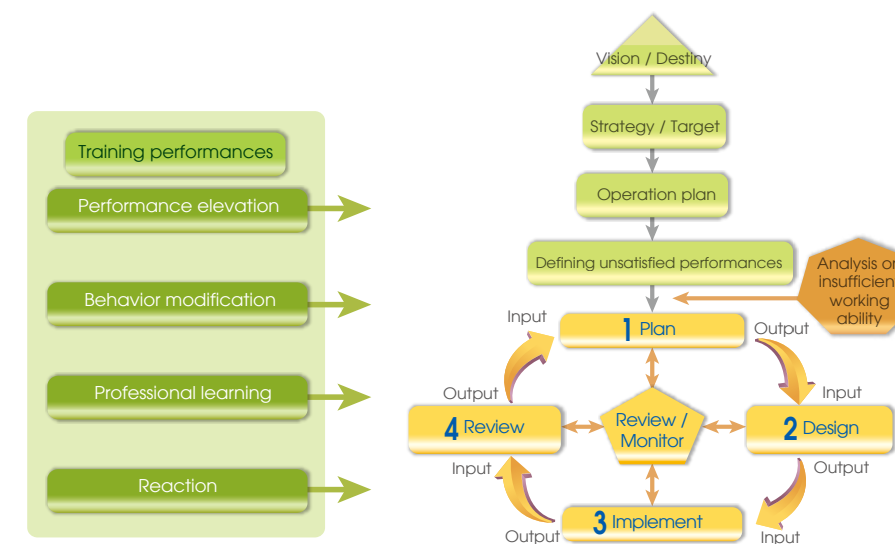 Training performances
Performance elevation
Behavior modification
Professional learning
Reaction
Vision / Destiny
Strategy / Target
Operation plan
Defining unsatisfied performances
Analysis
insufficien
working
ability
Input
1 Plan
Output
Output
Input
4 Review
Review /
Monitor
2 Design
Input
Output
3 Implement
Output
Input